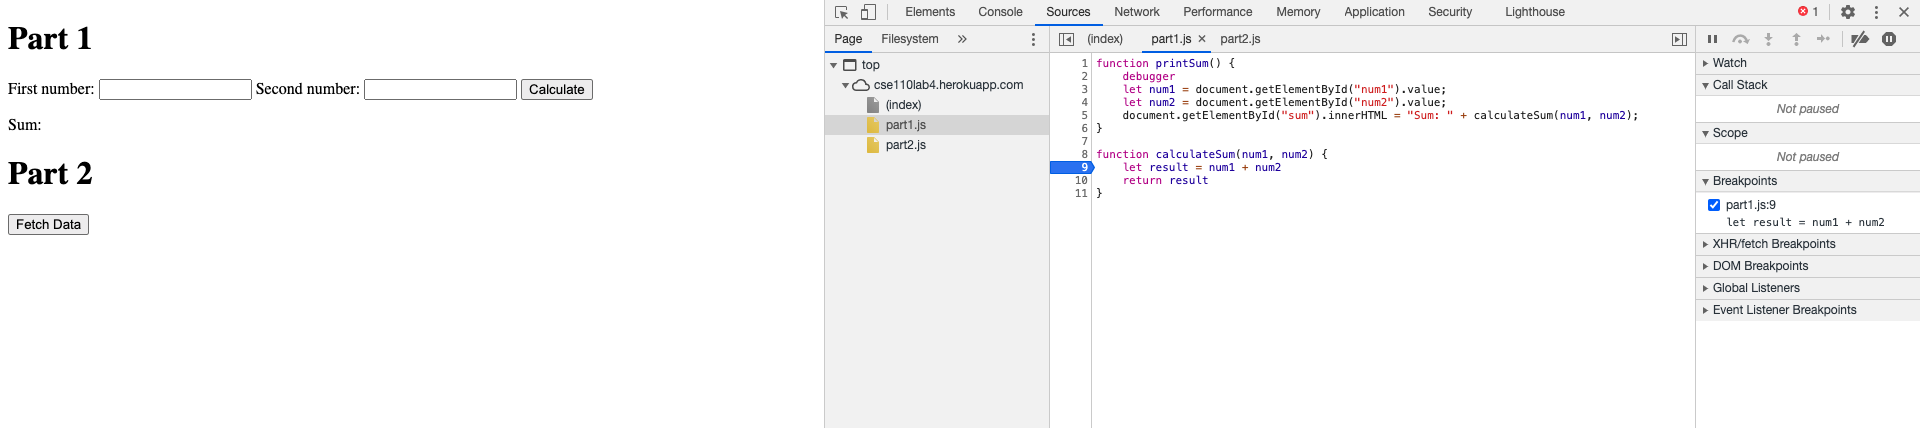 Part 1
First number: Second number: Calculate
Sum:
Part 2
Fetch Data
Elements Console Sources Network Performance Memory Application Security Lighthouse 1
Page Filesystem »
top
cse110lab4.herokuapp.com
(index)
part1.js
part2.js
(index) part1.js × part2.js
1 function printSum() {
2 debugger
3 let num1 = document.getElementById("num1").value;
4 let num2 = document.getElementById("num2").value;
5 document.getElementById("sum").innerHTML = "Sum: " + calculateSum(num1, num2);
6 }
7
8 function calculateSum(num1, num2) {
9 let result = num1 + num2
10 return result
11 }
Watch
Call Stack
Not paused
Scope
Not paused
Breakpoints
part1.js:9
let result = num1 + num2
XHR/fetch Breakpoints
DOM Breakpoints
Global Listeners
Event Listener Breakpoints